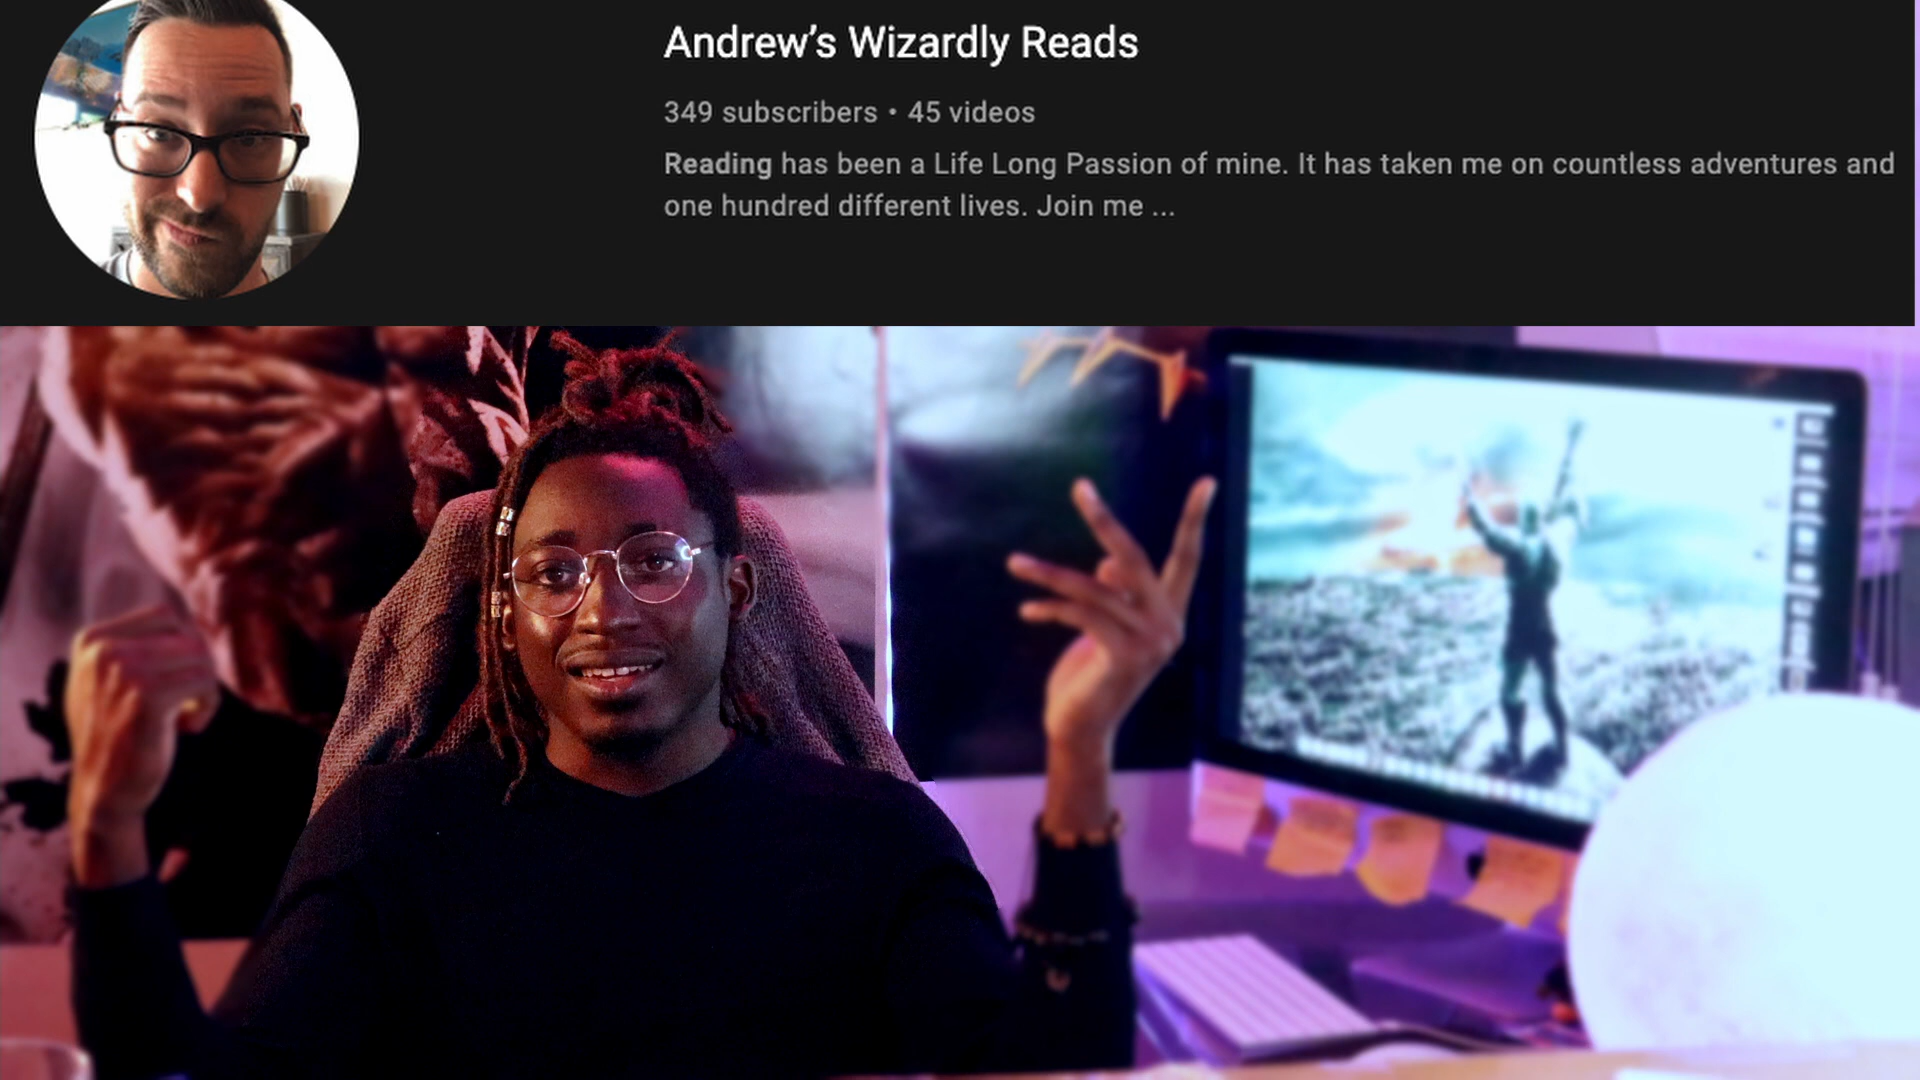 Andrew’s Wizardly Reads
349 subscribers • 45 videos
Reading has been a Life Long Passion of mine. It has taken me on countless adventures and
one hundred different lives. Join me ...